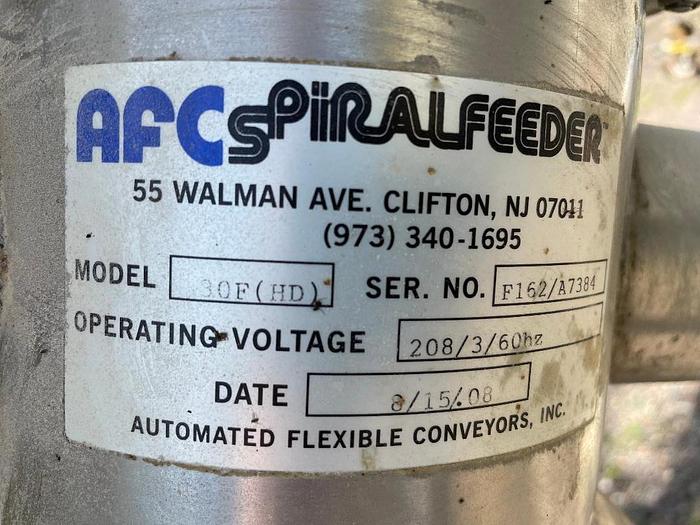 AFC SPIRALFEEDER™
55 WALMAN AVE. CLIFTON, NJ 07011
(973) 340-1695
MODEL 30F(HD) SER. NO. F162/A7384
OPERATING VOLTAGE 208/3/60hz
DATE 8/15/08
AUTOMATED FLEXIBLE CONVEYORS, INC.